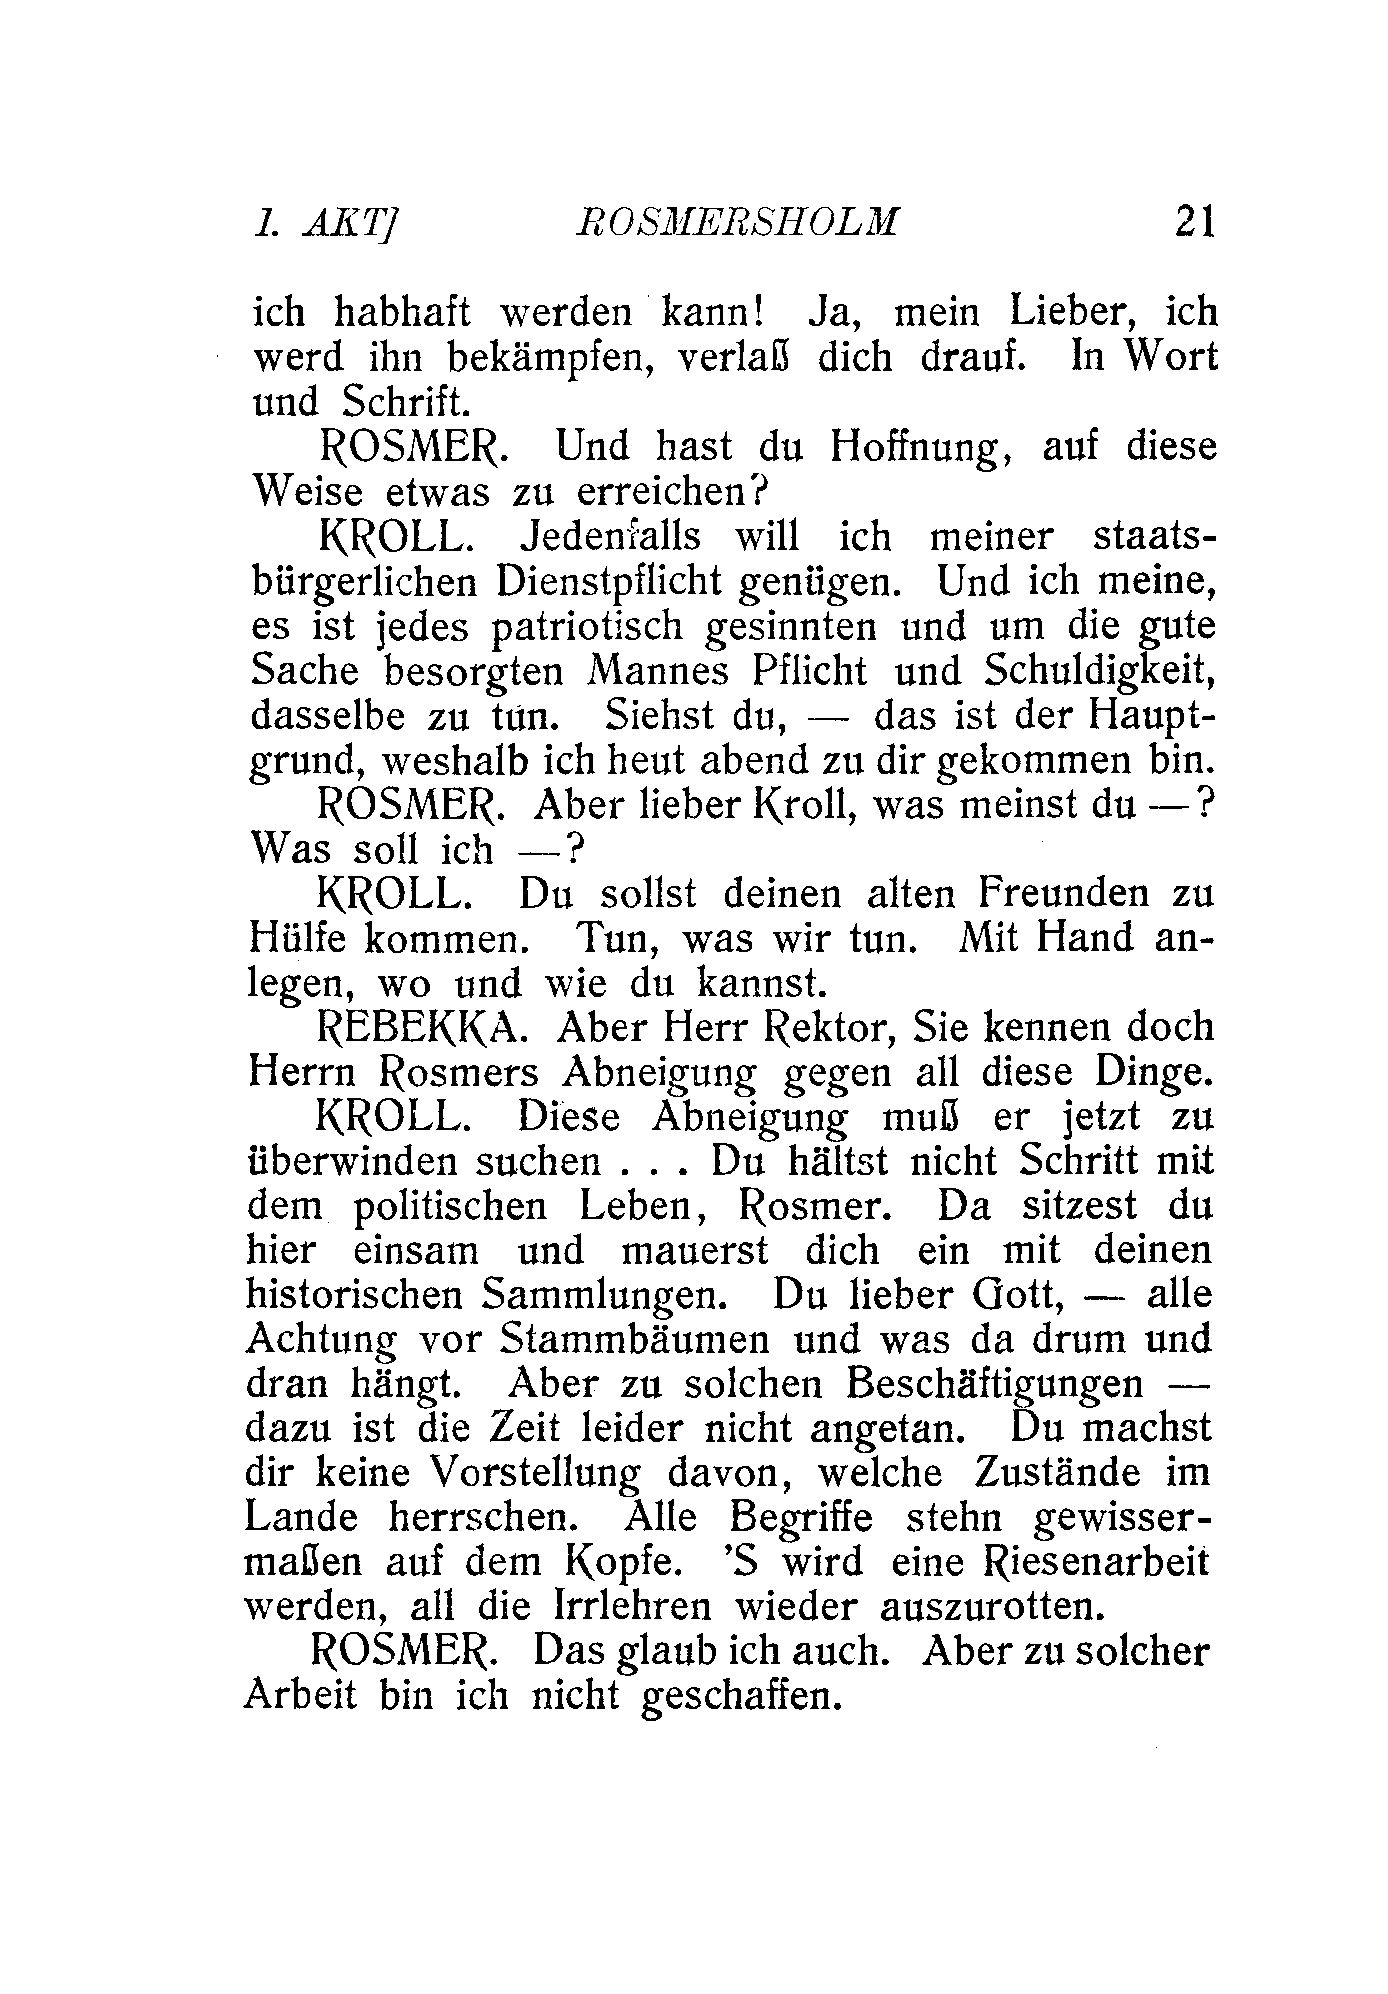 1. AKT] ROSMERSHOLM 21
ich habhaft werden kann! Ja, mein Lieber, ich
werd ihn bekämpfen, verlaß dich drauf. In Wort
und Schrift.
ROSMER. Und hast du Hoffnung, auf diese
Weise etwas zu erreichen?
KROLL. Jedenfalls will ich meiner staats-
bürgerlichen Dienstpflicht genügen. Und ich meine,
es ist jedes patriotisch gesinnten und um die gute
Sache besorgten Mannes Pflicht und Schuldigkeit,
dasselbe zu tun. Siehst du, — das ist der Haupt-
grund, weshalb ich heut abend zu dir gekommen bin.
ROSMER. Aber lieber Kroll, was meinst du —?
Was soll ich —?
KROLL. Du sollst deinen alten Freunden zu
Hülfe kommen. Tun, was wir tun. Mit Hand an-
legen, wo und wie du kannst.
REBEKKA. Aber Herr Rektor, Sie kennen doch
Herrn Rosmers Abneigung gegen all diese Dinge.
KROLL. Diese Abneigung muß er jetzt zu
überwinden suchen . . . Du hältst nicht Schritt mit
dem politischen Leben, Rosmer. Da sitzest du
hier einsam und mauerst dich ein mit deinen
historischen Sammlungen. Du lieber Gott, — alle
Achtung vor Stammbäumen und was da drum und
dran hängt. Aber zu solchen Beschäftigungen —
dazu ist die Zeit leider nicht angetan. Du machst
dir keine Vorstellung davon, welche Zustände im
Lande herrschen. Alle Begriffe stehn gewisser-
maßen auf dem Kopfe. 'S wird eine Riesenarbeit
werden, all die Irrlehren wieder auszurotten.
ROSMER. Das glaub ich auch. Aber zu solcher
Arbeit bin ich nicht geschaffen.